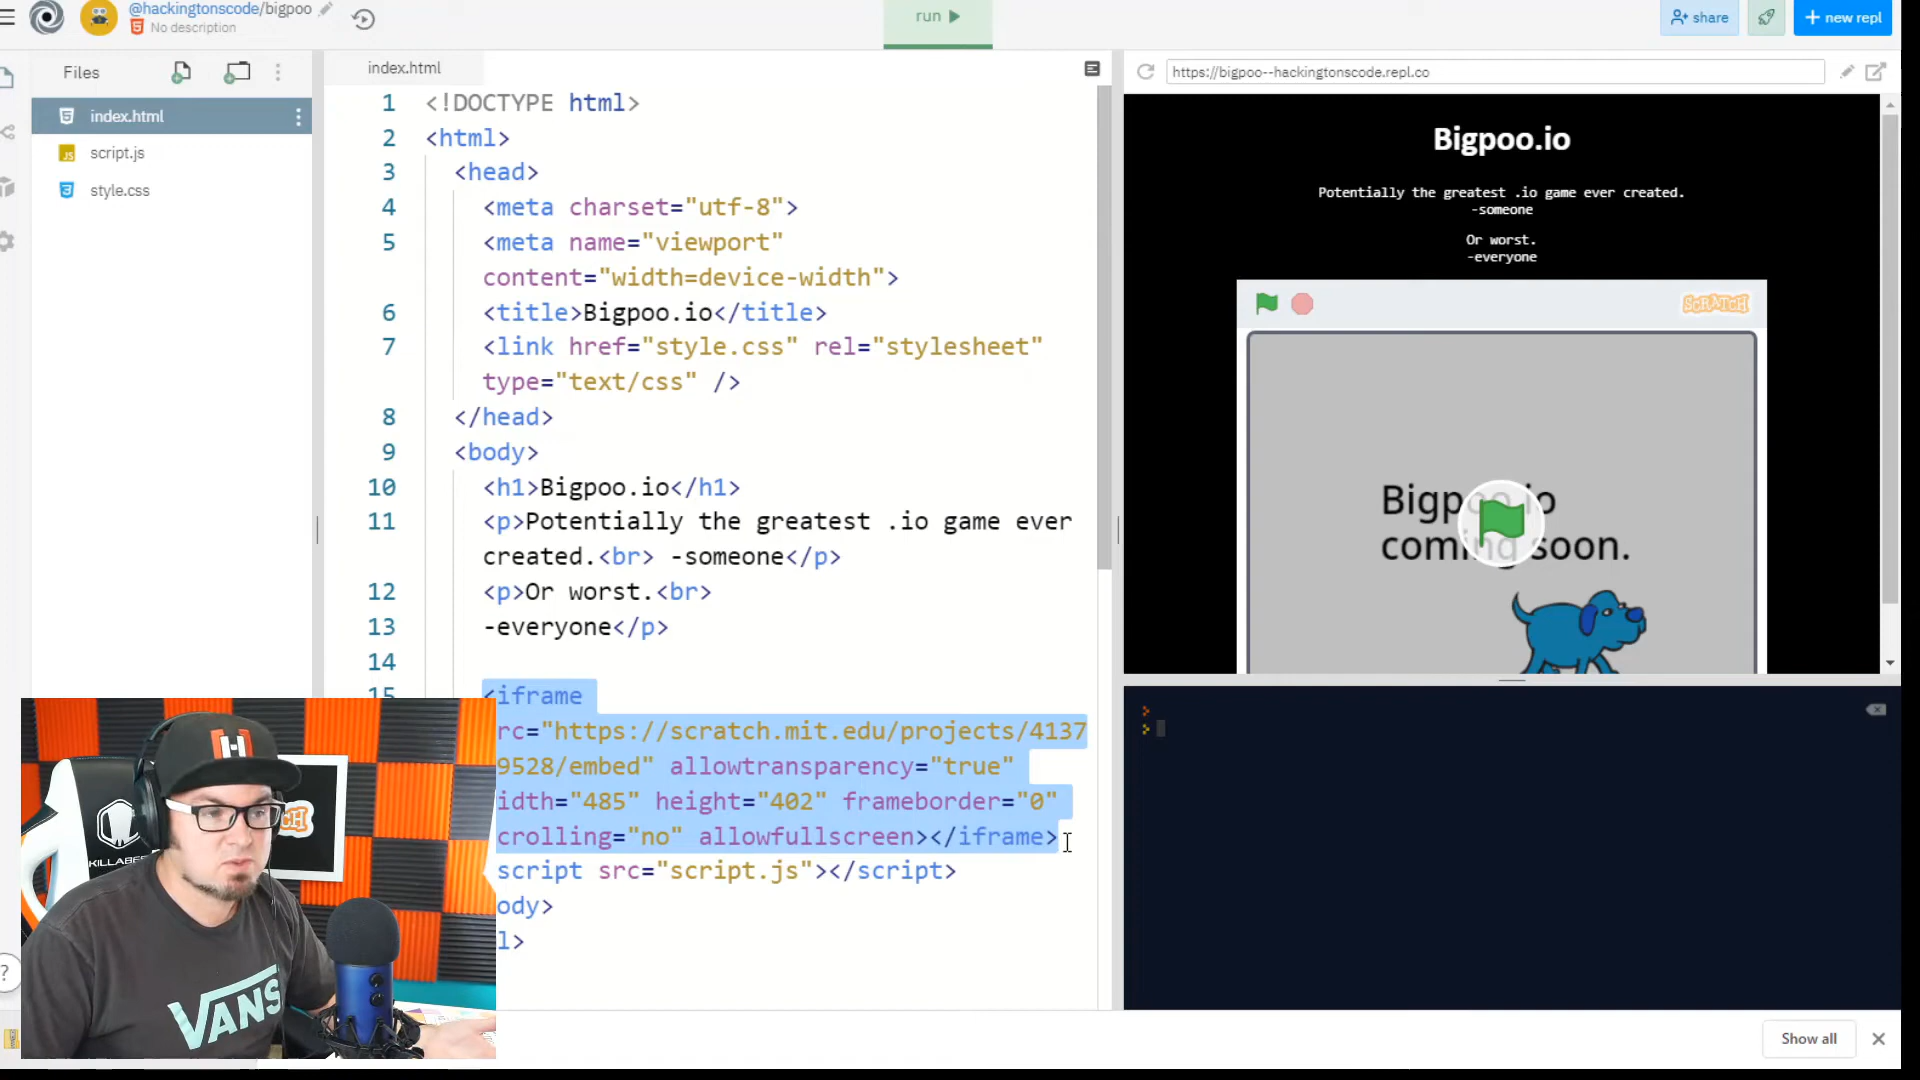 @hackingtonscode/bigpoo
No description
run
share
+ new repl
Files
index.html
script.js
style.css
index.html
1 <!DOCTYPE html>
2 <html>
3 <head>
4 <meta charset="utf-8">
5 <meta name="viewport"
content="width=device-width">
6 <title>Bigpoo.io</title>
7 <link href="style.css" rel="stylesheet"
type="text/css" />
8 </head>
9 <body>
10 <h1>Bigpoo.io</h1>
11 <p>Potentially the greatest .io game ever
created.<br> -someone</p>
12 <p>Or worst.<br>
13 -everyone</p>
14
15 <iframe
rc="https://scratch.mit.edu/projects/4137
9528/embed" allowtransparency="true"
idth="485" height="402" frameborder="0"
crolling="no" allowfullscreen></iframe>
script src="script.js"></script>
ody>
l>
https://bigpoo--hackingtonscode.repl.co
Bigpoo.io
Potentially the greatest .io game ever created.
-someone
Or worst.
-everyone
SCRATCH
coming soon.
KILLABEE
VANS
?
Show all